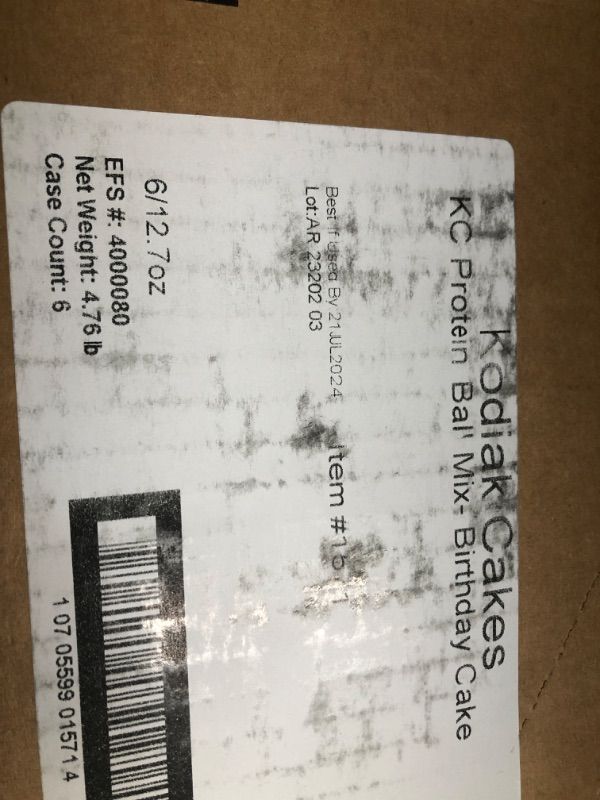 Kodiak Cakes
KC Protein Bal' Mix- Birthday Cake
Item
Best If Used By 21JUL2024
Lot:AR 23202 03
6/12.7oz
EFS #: 4000080
Net Weight: 4.76 lb
Case Count: 6
1 07 05599 01571 4